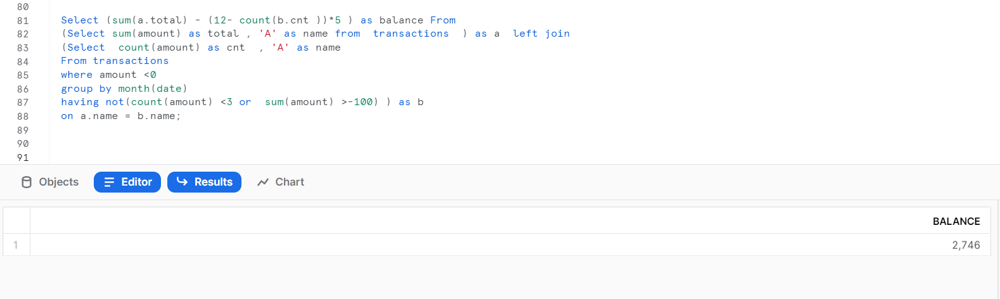 80
81 Select (sum(a.total) - (12- count(b.cnt ))*5 ) as balance From
82 (Select sum(amount) as total , 'A' as name from  transactions  ) as a  left join
83 (Select  count(amount) as cnt  , 'A' as name
84 From transactions
85 where amount <0
86 group by month(date)
87 having not(count(amount) <3 or  sum(amount) >-100) ) as b
88 on a.name = b.name;
89
90
91
Objects Editor Results Chart
BALANCE
1 2,746